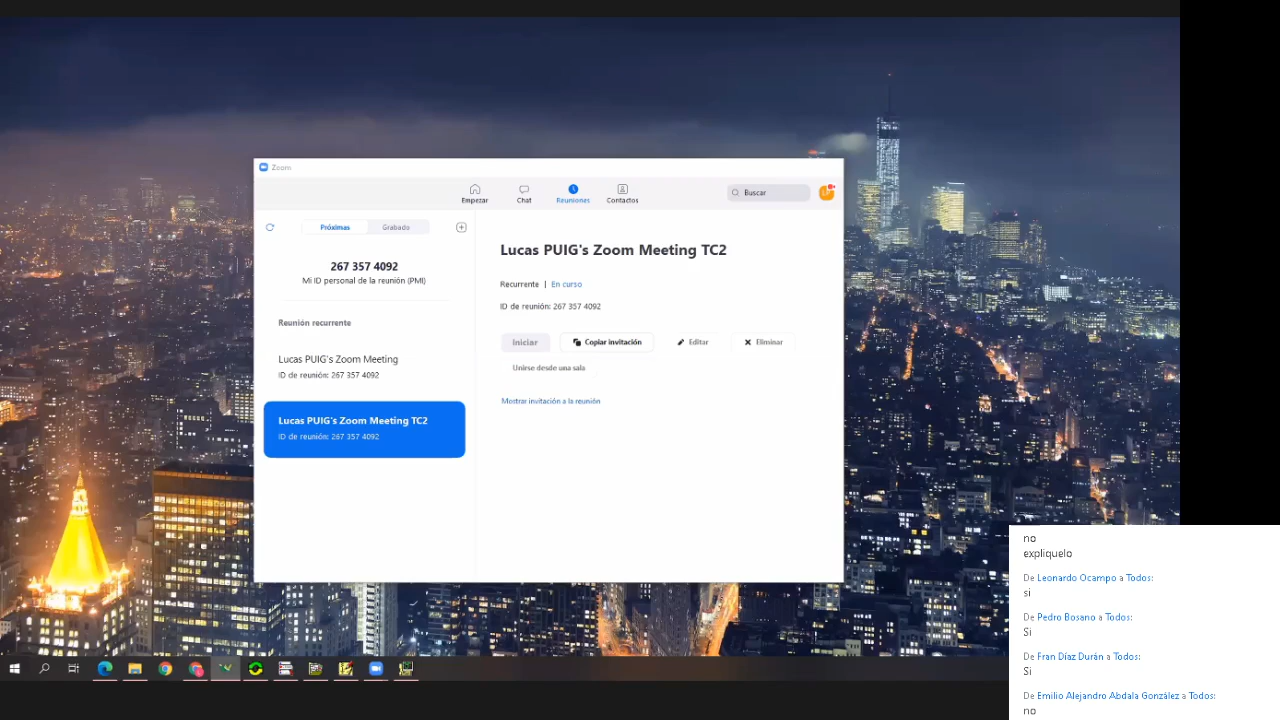 Zoom
Empezar
Chat
Reuniones
Contactos
Buscar
Próximas
Grabado
267 357 4092
Mi ID personal de la reunión (PMI)
Reunión recurrente
Lucas PUIG's Zoom Meeting
ID de reunión: 267 357 4092
Lucas PUIG's Zoom Meeting TC2
ID de reunión: 267 357 4092
Lucas PUIG's Zoom Meeting TC2
Recurrente | En curso
ID de reunión: 267 357 4092
Iniciar
Copiar invitación
Editar
Eliminar
Unirse desde una sala
Mostrar invitación a la reunión
no
expliquelo
De Leonardo Ocampo a Todos:
si
De Pedro Bosano a Todos:
Si
De Fran Díaz Durán a Todos:
Si
De Emilio Alejandro Abdala González a Todos:
no